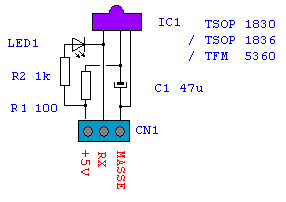 IC1 TSOP 1830
/ TSOP 1836
/ TFM 5360
LED1
R2 1k
C1 47u
R1 100
CN1
+5V
RX
MASSE